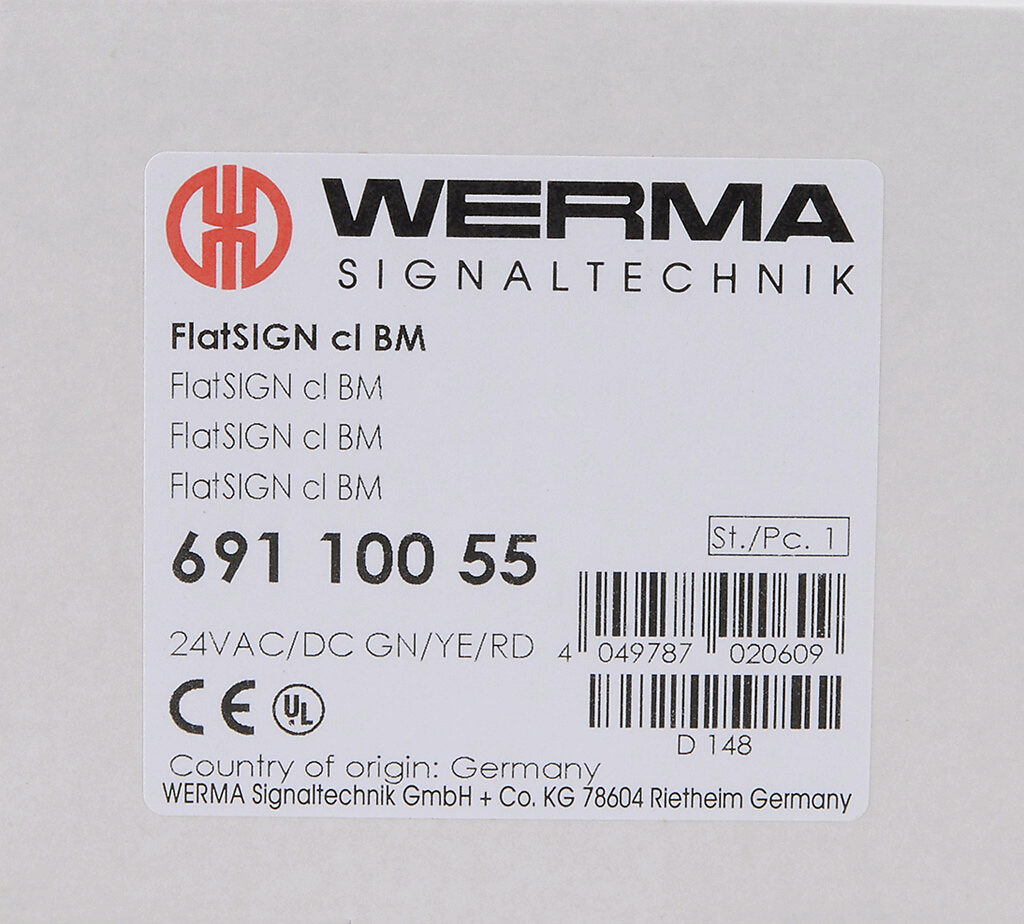 WERMA
SIGNALTECHNIK
FlatSIGN cl BM
FlatSIGN cl BM
FlatSIGN cl BM
FlatSIGN cl BM
691 100 55
St./Pc. 1
24VAC/DC GN/YE/RD
4 049787 020609
CE UL
D 148
Country of origin: Germany
WERMA Signaltechnik GmbH + Co. KG 78604 Rietheim Germany